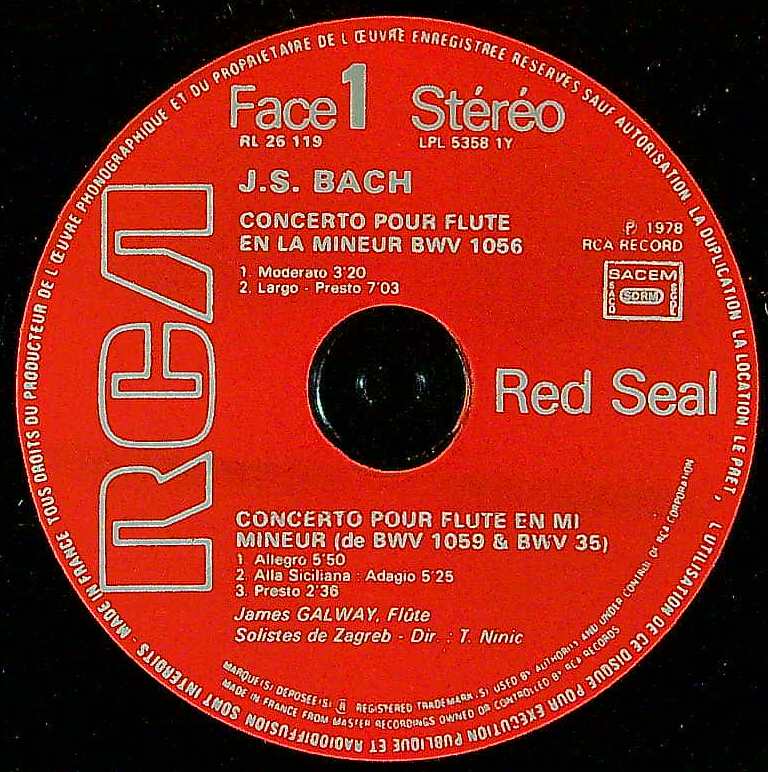 TOUS DROITS DU PRODUCTEUR DE L'ŒUVRE PHONOGRAPHIQUE ET DU PROPRIETAIRE DE L ŒUVRE ENREGISTREE RESERVES SAUF AUTORISATION LA DUPLICATION LA LOCATION LE PRET, L'UTILISATION DE CE DISQUE POUR EXECUTION PUBLIQUE ET RADIODIFFUSION SONT INTERDITS - MADE IN FRANCE
Face 1 Stéréo
RL 26 119 LPL 5358 1Y
J.S. BACH
CONCERTO POUR FLUTE
EN LA MINEUR BWV 1056
1. Moderato 3'20
2. Largo - Presto 7'03
℗ 1978
RCA RECORD
SACEM
SACD SDRM SGDL
RCA
Red Seal
CONCERTO POUR FLUTE EN MI
MINEUR (de BWV 1059 & BWV 35)
1. Allegro 5'50
2. Alla Siciliana : Adagio 5'25
3. Presto 2'36
James GALWAY, Flûte
Solistes de Zagreb - Dir. : T. Ninic
MARQUE(S) DEPOSEE(S) ® REGISTERED TRADEMARK(S) USED BY AUTHORITY AND UNDER CONTROL OF RCA CORPORATION
MADE IN FRANCE FROM MASTER RECORDINGS OWNED OR CONTROLLED BY RCA RECORDS